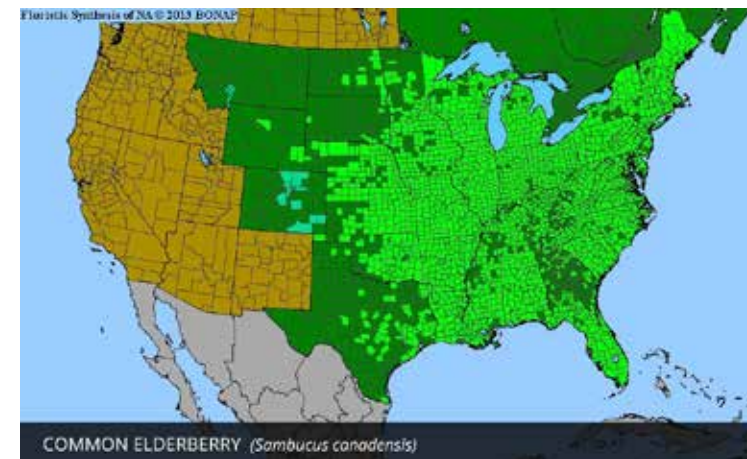 Floristic Synthesis of NA © 2013 BONAP
COMMON ELDERBERRY (Sambucus canadensis)